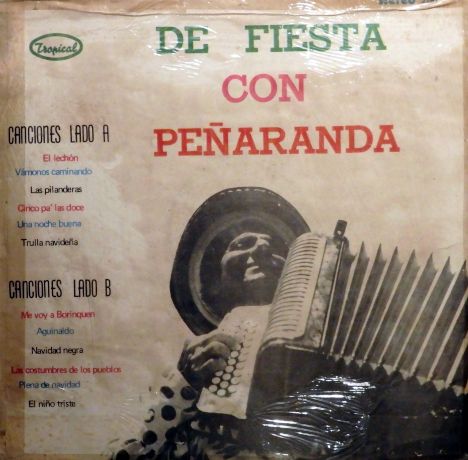 STEREO
Tropical
DE FIESTA
CON
PEÑARANDA
CANCIONES LADO A
El lechón
Vámonos caminando
Las pilanderas
Cirico pa' las doce
Una noche buena
Trulla navideña
CANCIONES LADO B
Me voy a Borinquen
Aguinaldo
Navidad negra
Las costumbres de los pueblos
Plena de navidad
El niño triste